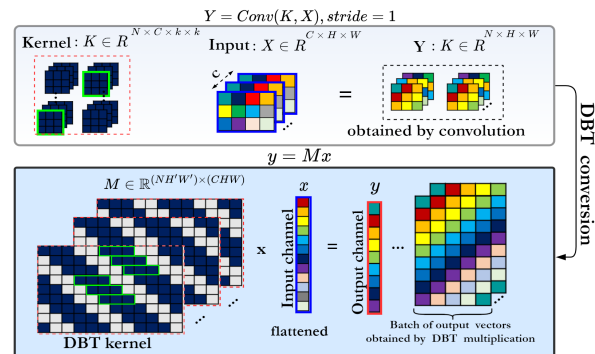 Y = Conv(K, X), stride = 1
Kernel : K ∈ R^{N×C×k×k}
Input: X ∈ R^{C×H×W}
Y : K ∈ R^{N×H×W}
c
=
obtained by convolution
DBT conversion
y = Mx
M ∈ ℝ^{(NH'W')×(CHW)}
x
y
x
Input channel
=
Output channel
...
flattened
DBT kernel
Batch of output vectors
obtained by DBT multiplication